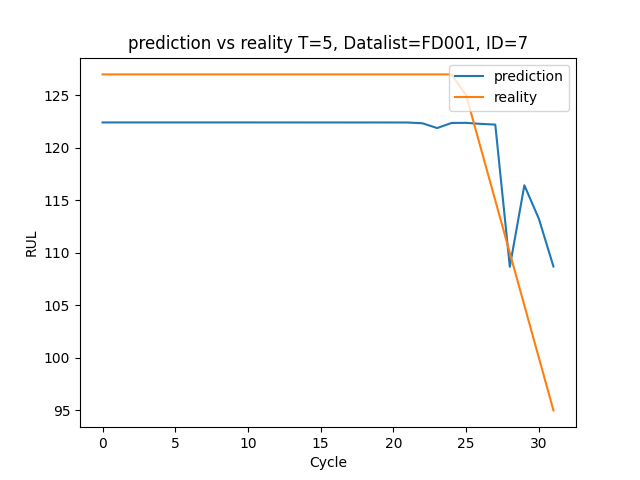 prediction vs reality T=5, Datalist=FD001, ID=7
prediction
reality
125
120
115
110
105
100
95
RUL
0 5 10 15 20 25 30
Cycle